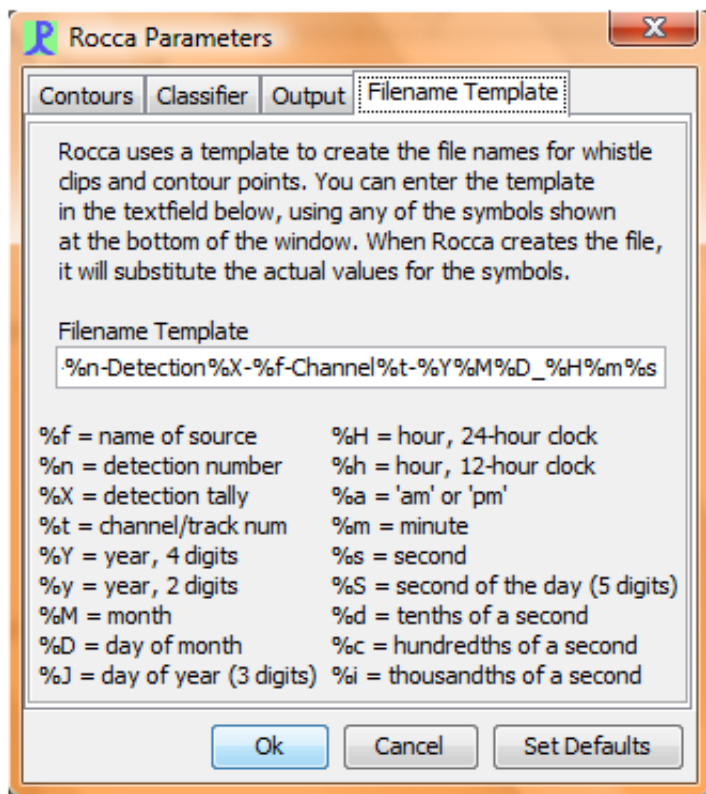 Rocca Parameters
Contours Classifier Output Filename Template
Rocca uses a template to create the file names for whistle
clips and contour points. You can enter the template
in the textfield below, using any of the symbols shown
at the bottom of the window. When Rocca creates the file,
it will substitute the actual values for the symbols.
Filename Template
%n-Detection%X-%f-Channel%t-%Y%M%D_%H%m%s
%f = name of source
%n = detection number
%X = detection tally
%t = channel/track num
%Y = year, 4 digits
%y = year, 2 digits
%M = month
%D = day of month
%J = day of year (3 digits)
%H = hour, 24-hour clock
%h = hour, 12-hour clock
%a = 'am' or 'pm'
%m = minute
%s = second
%S = second of the day (5 digits)
%d = tenths of a second
%c = hundredths of a second
%i = thousandths of a second
Ok Cancel Set Defaults